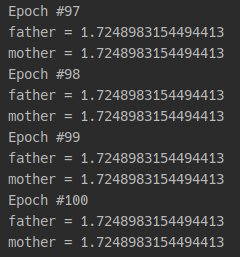 Epoch #97
father = 1.7248983154494413
mother = 1.7248983154494413
Epoch #98
father = 1.7248983154494413
mother = 1.7248983154494413
Epoch #99
father = 1.7248983154494413
mother = 1.7248983154494413
Epoch #100
father = 1.7248983154494413
mother = 1.7248983154494413